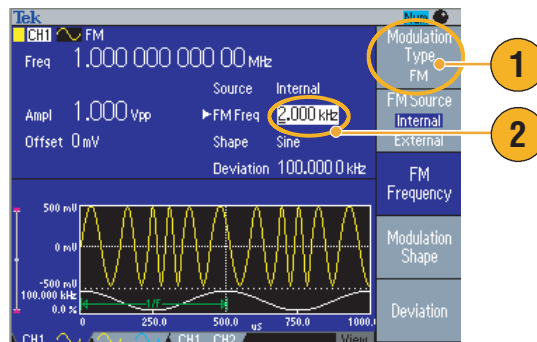 Tek
Num
CH1 FM
Freq 1.000 000 000 00 MHz
Source Internal
Ampl 1.000 Vpp
FM Freq 2.000 kHz
Offset 0 mV
Shape Sine
Deviation 100.000 0 kHz
Modulation
Type
FM
1
FM Source
Internal
External
2
FM
Frequency
Modulation
Shape
Deviation
500 mV
0 mV
-500 mV
100.000 kHz
0.0 %
1/F
0 250.0 500.0 us 750.0 1000.
CH1 CH1 CH2 View